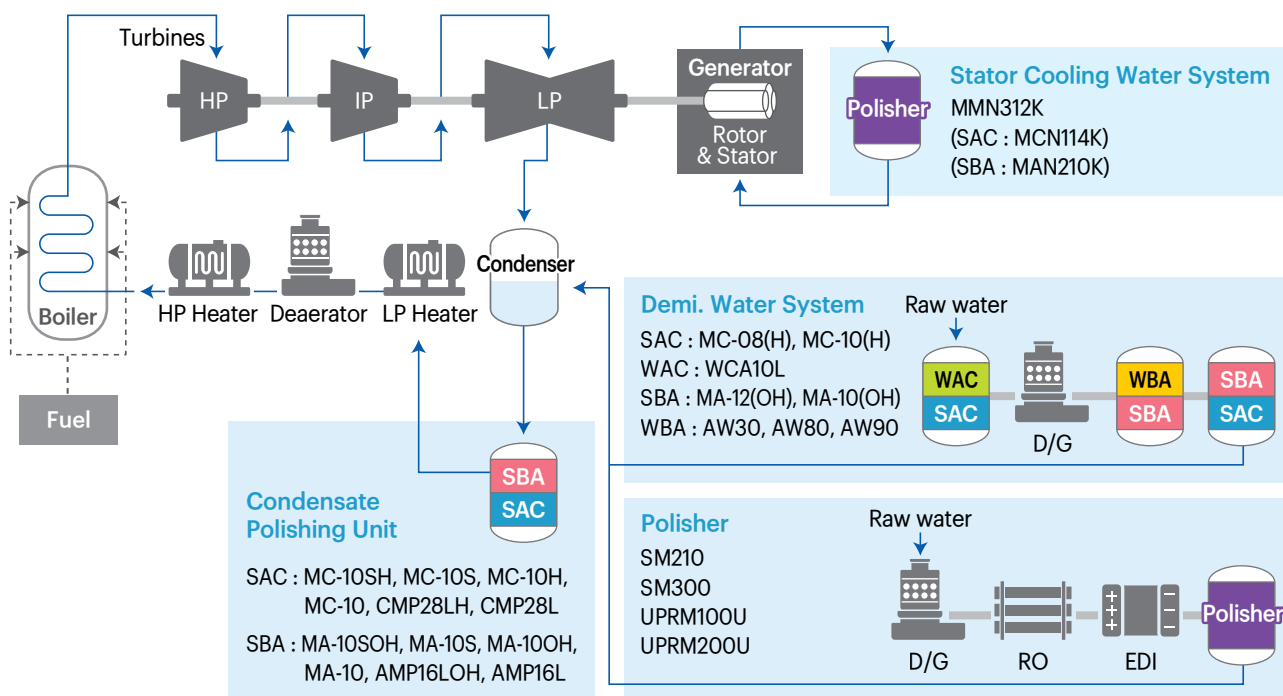 Turbines
HP
IP
LP
Generator
Rotor
& Stator
Polisher
Stator Cooling Water System
MMN312K
(SAC : MCN114K)
(SBA : MAN210K)
Boiler
Fuel
HP Heater
Deaerator
LP Heater
Condenser
Demi. Water System
SAC : MC-08(H), MC-10(H)
WAC : WCA10L
SBA : MA-12(OH), MA-10(OH)
WBA : AW30, AW80, AW90
Raw water
WAC
SAC
D/G
WBA
SBA
SBA
SAC
SBA
SAC
Condensate
Polishing Unit
SAC : MC-10SH, MC-10S, MC-10H,
MC-10, CMP28LH, CMP28L
SBA : MA-10SOH, MA-10S, MA-10OH,
MA-10, AMP16LOH, AMP16L
Polisher
SM210
SM300
UPRM100U
UPRM200U
Raw water
D/G
RO
+ −
+ −
+ −
EDI
Polisher